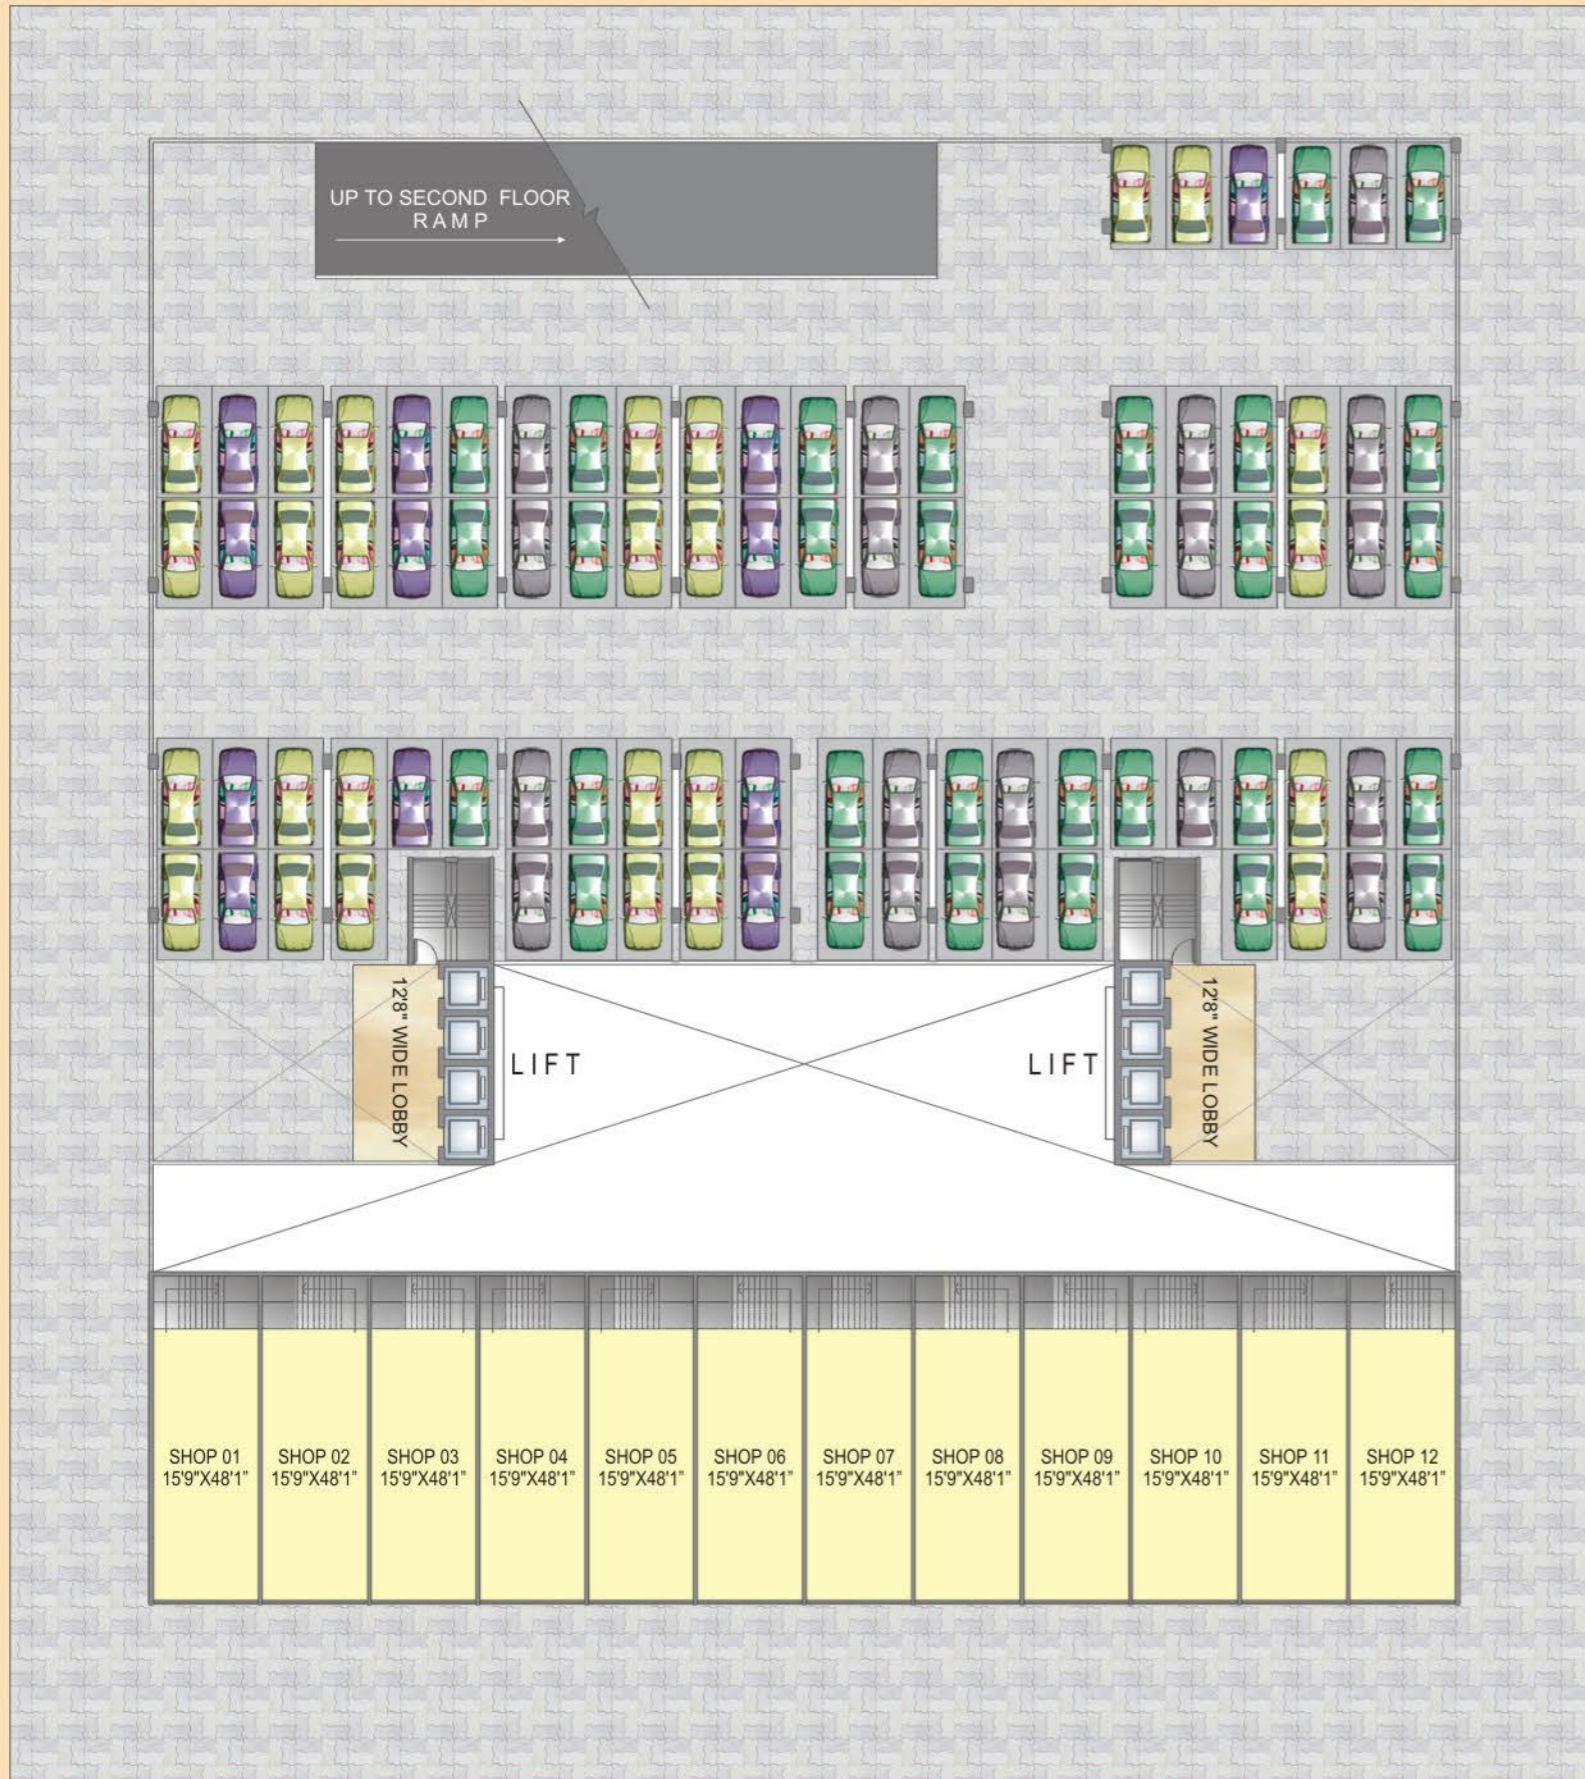 UP TO SECOND FLOOR
RAMP
12'8" WIDE LOBBY
LIFT
LIFT
12'8" WIDE LOBBY
SHOP 01
15'9"X48'1"
SHOP 02
15'9"X48'1"
SHOP 03
15'9"X48'1"
SHOP 04
15'9"X48'1"
SHOP 05
15'9"X48'1"
SHOP 06
15'9"X48'1"
SHOP 07
15'9"X48'1"
SHOP 08
15'9"X48'1"
SHOP 09
15'9"X48'1"
SHOP 10
15'9"X48'1"
SHOP 11
15'9"X48'1"
SHOP 12
15'9"X48'1"